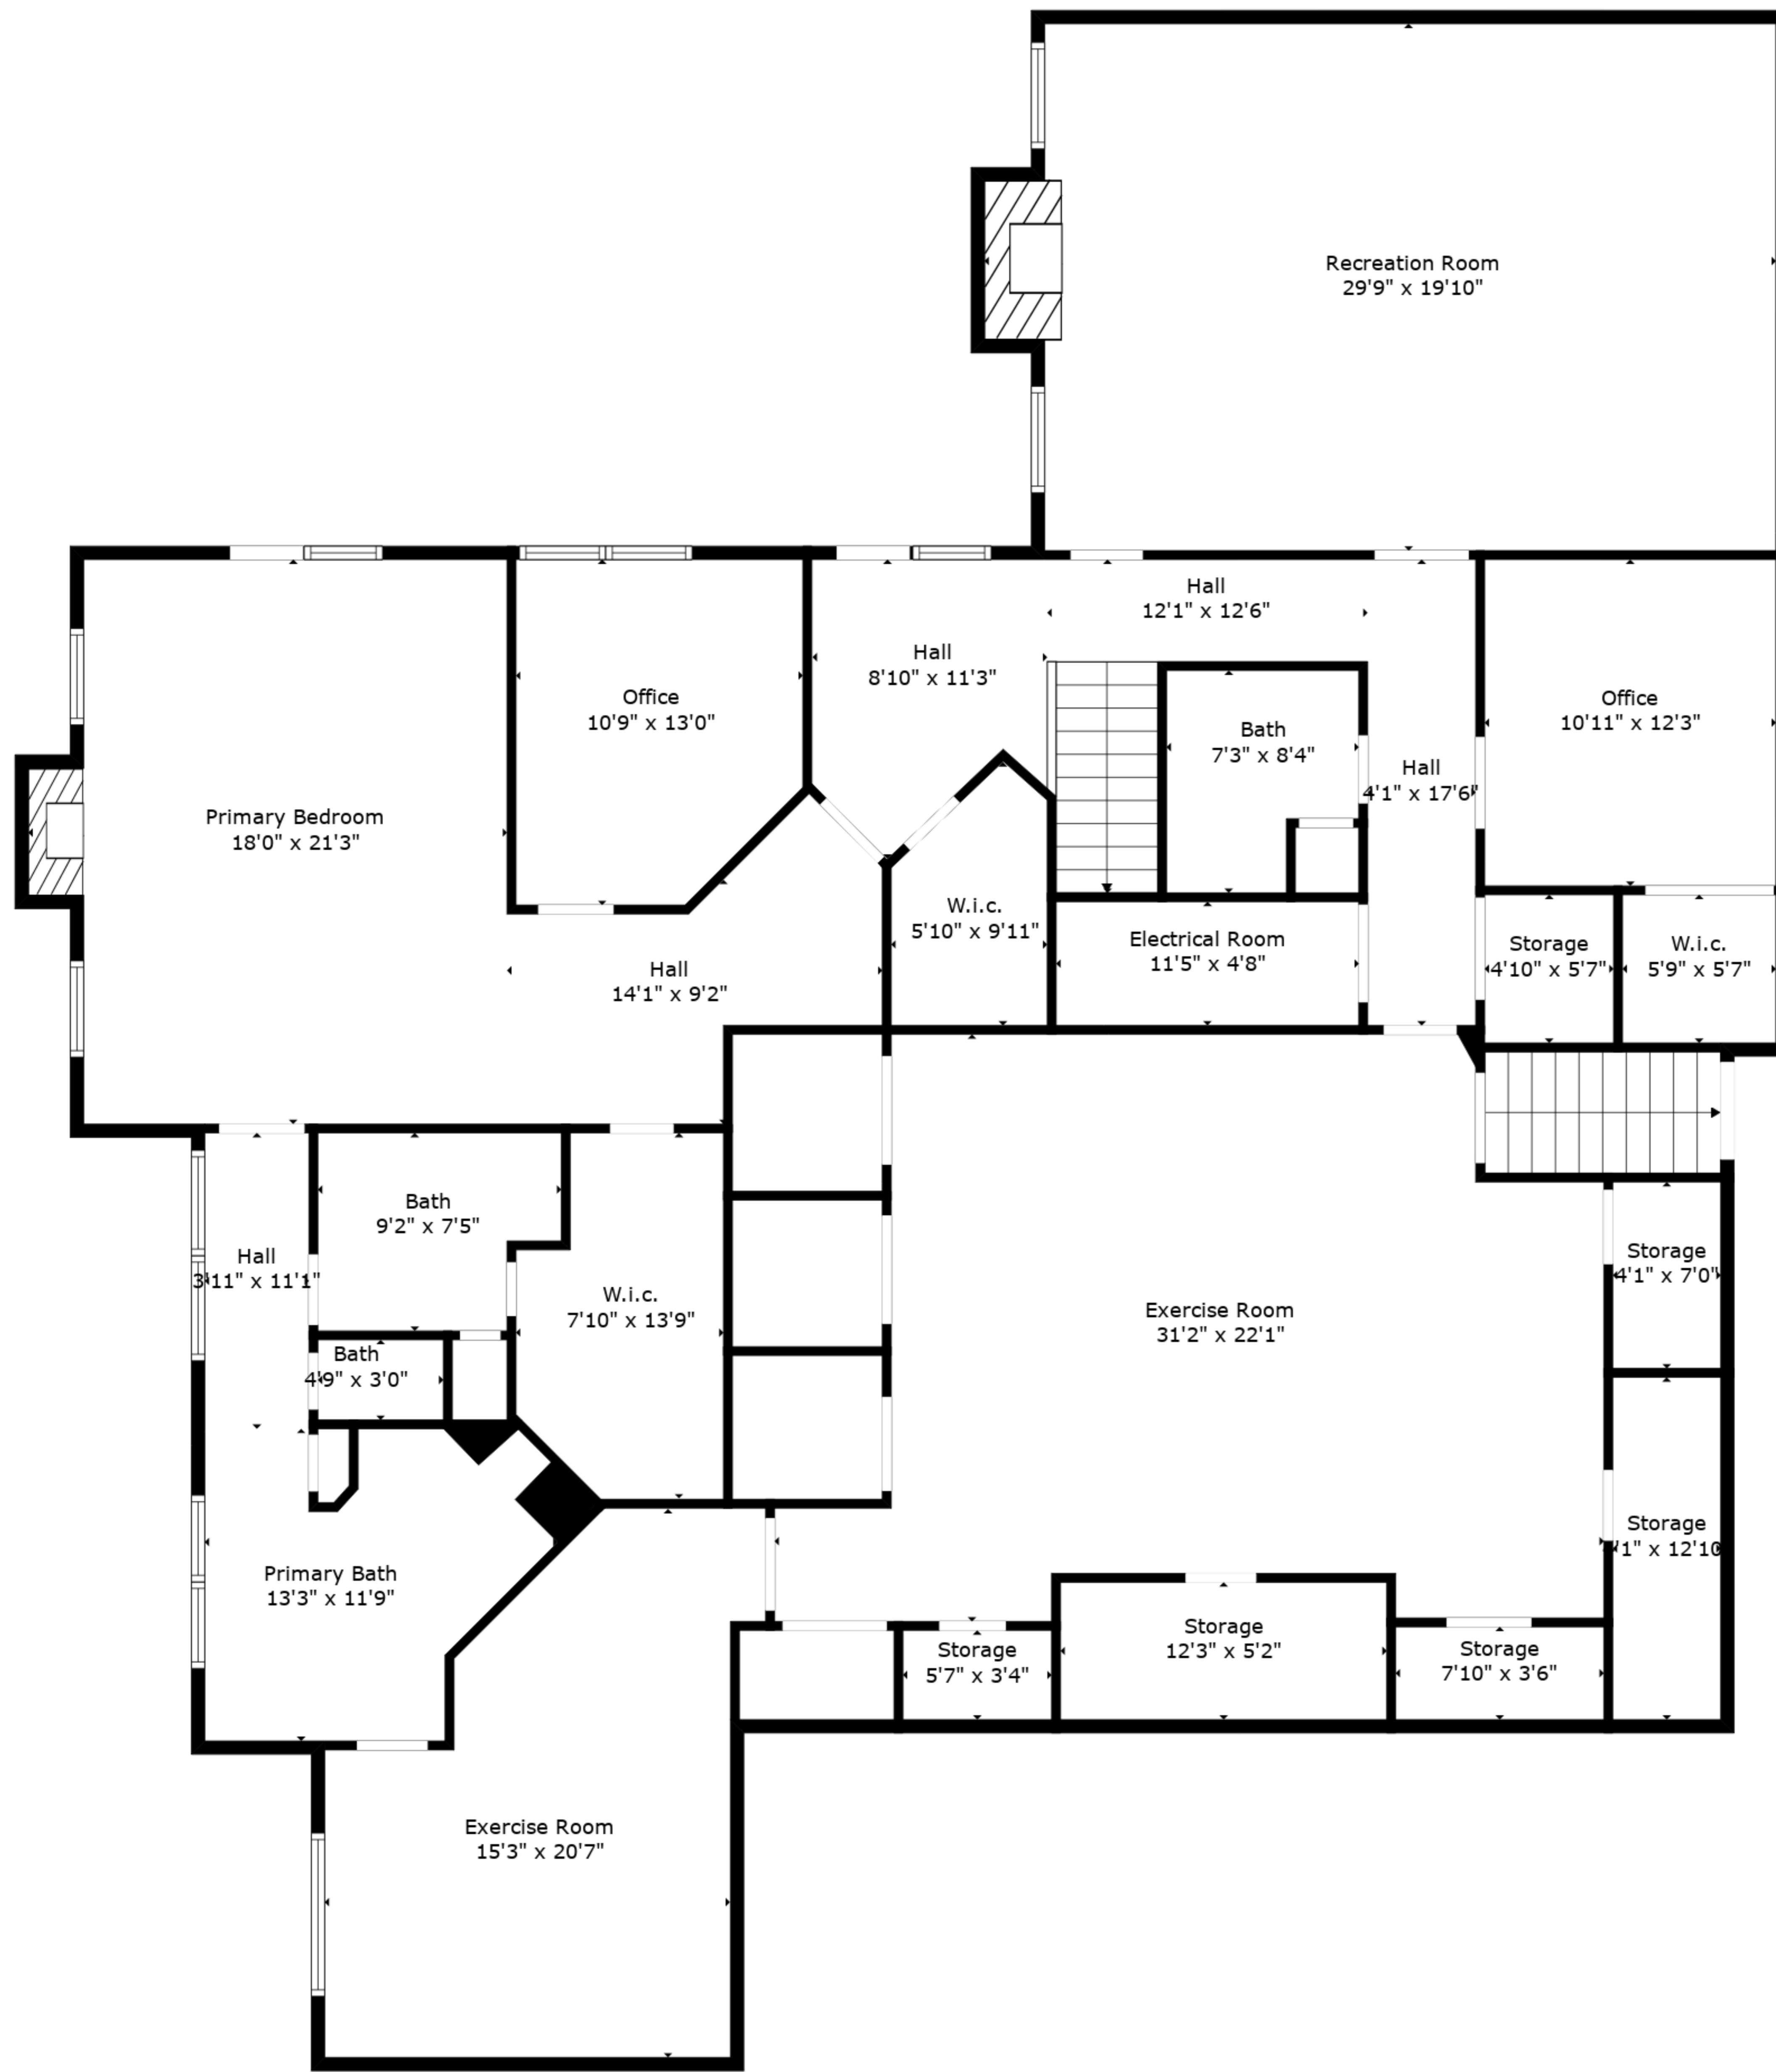 Recreation Room
29'9" x 19'10"
Hall
12'1" x 12'6"
Hall
8'10" x 11'3"
Office
10'9" x 13'0"
Office
10'11" x 12'3"
Bath
7'3" x 8'4"
Hall
4'1" x 17'6"
Primary Bedroom
18'0" x 21'3"
W.i.c.
5'10" x 9'11"
Electrical Room
11'5" x 4'8"
Storage
4'10" x 5'7"
W.i.c.
5'9" x 5'7"
Hall
14'1" x 9'2"
Bath
9'2" x 7'5"
Hall
3'11" x 11'1"
W.i.c.
7'10" x 13'9"
Storage
4'1" x 7'0"
Exercise Room
31'2" x 22'1"
Bath
4'9" x 3'0"
Storage
'1" x 12'10
Primary Bath
13'3" x 11'9"
Storage
12'3" x 5'2"
Storage
5'7" x 3'4"
Storage
7'10" x 3'6"
Exercise Room
15'3" x 20'7"